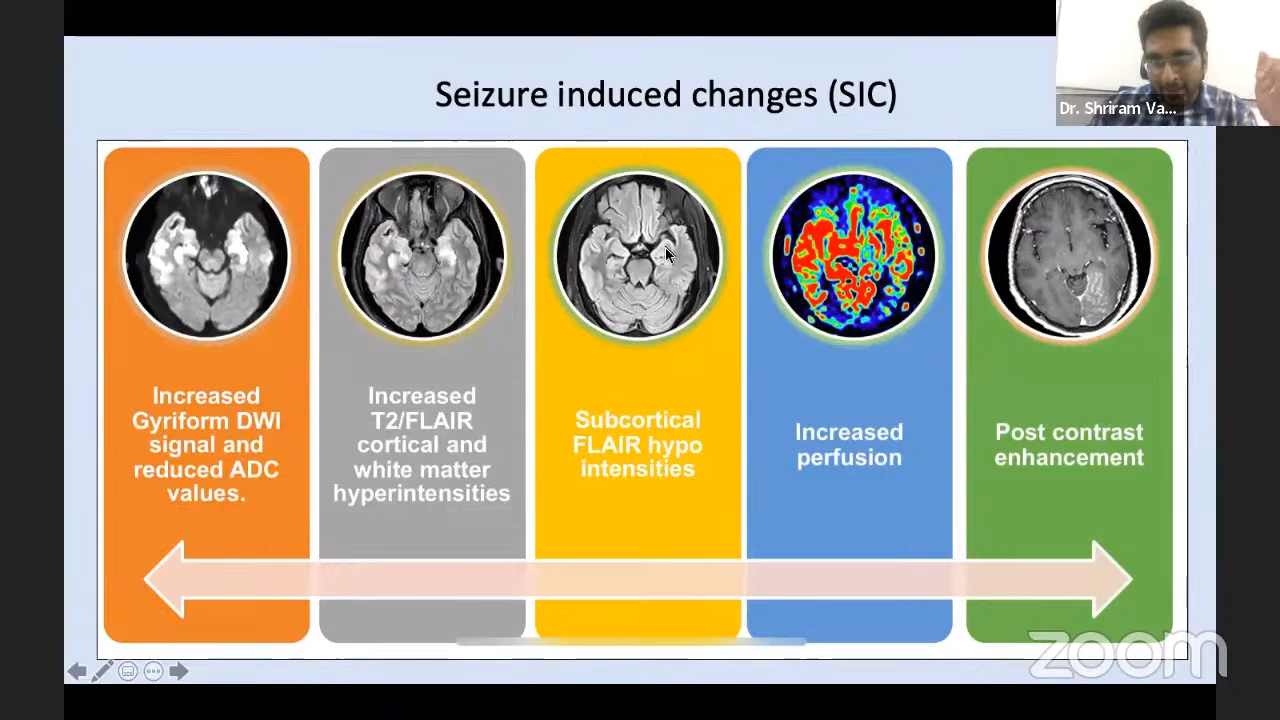 Seizure induced changes (SIC)
Dr. Shriram Va...
Increased
Gyriform DWI
signal and
reduced ADC
values.
Increased
T2/FLAIR
cortical and
white matter
hyperintensities
Subcortical
FLAIR hypo
intensities
Increased
perfusion
Post contrast
enhancement
zoom